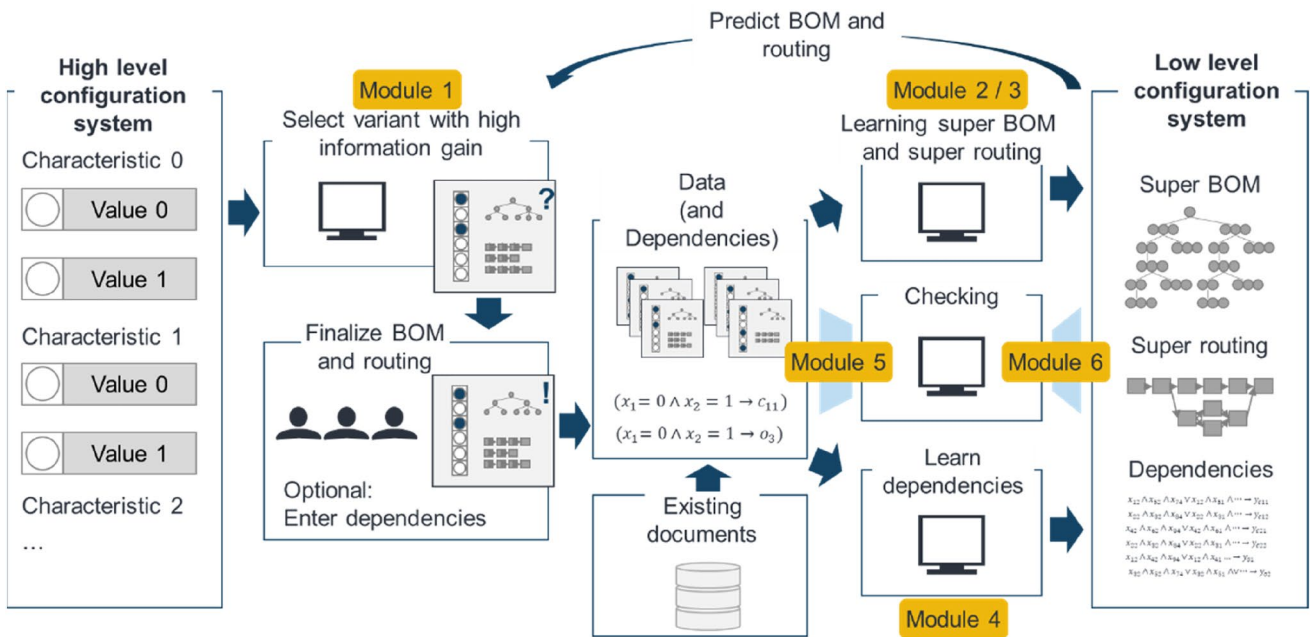 High level
configuration
system
Characteristic 0
Value 0
Value 1
Characteristic 1
Value 0
Value 1
Characteristic 2
...
Module 1
Select variant with high
information gain
?
Finalize BOM
and routing
!
Optional:
Enter dependencies
Predict BOM and
routing
Data
(and
Dependencies)
(x₁= 0 ∧ x₂ = 1 → c₁₁)
(x₁= 0 ∧ x₂ = 1 → o₃)
Existing
documents
Module 2 / 3
Learning super BOM
and super routing
Checking
Module 5
Module 6
Learn
dependencies
Module 4
Low level
configuration
system
Super BOM
Super routing
Dependencies